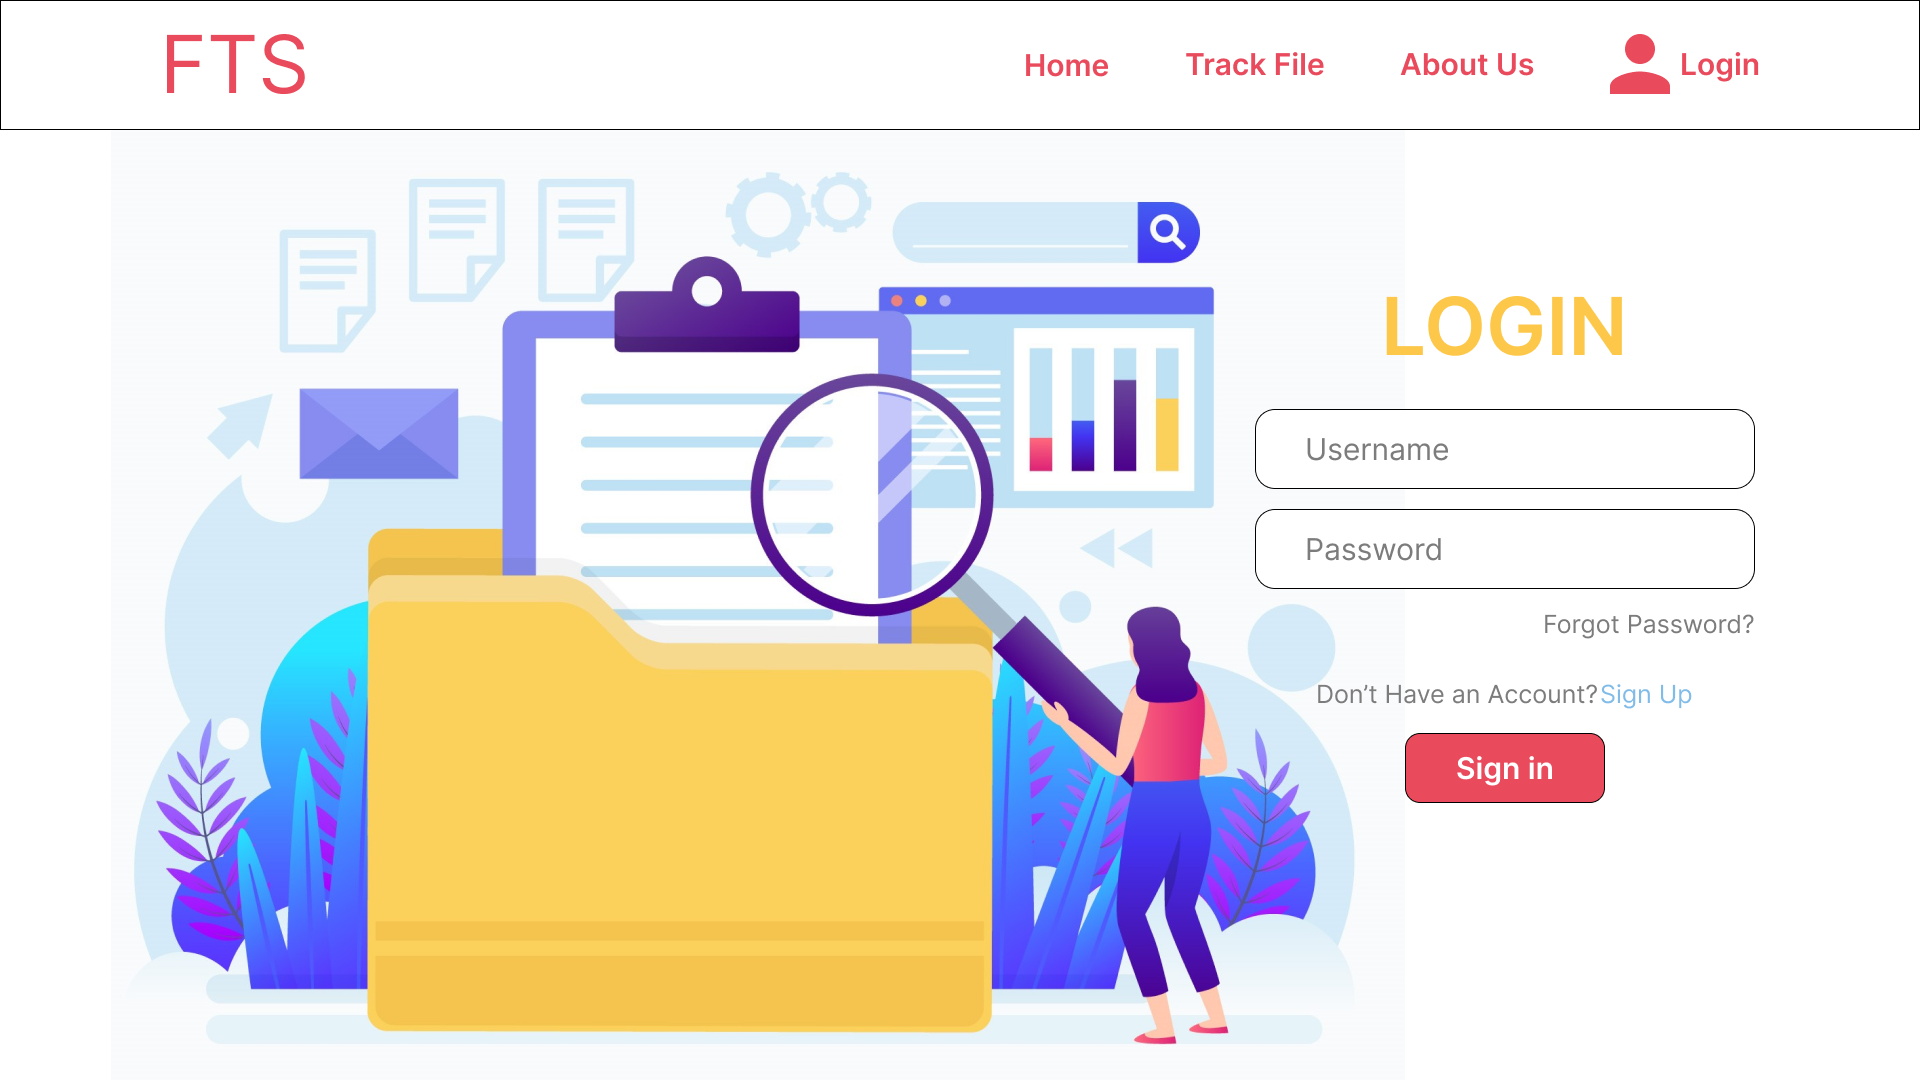 FTS
Home
Track File
About Us
Login
LOGIN
Username
Password
Forgot Password?
Don’t Have an Account? Sign Up
Sign in